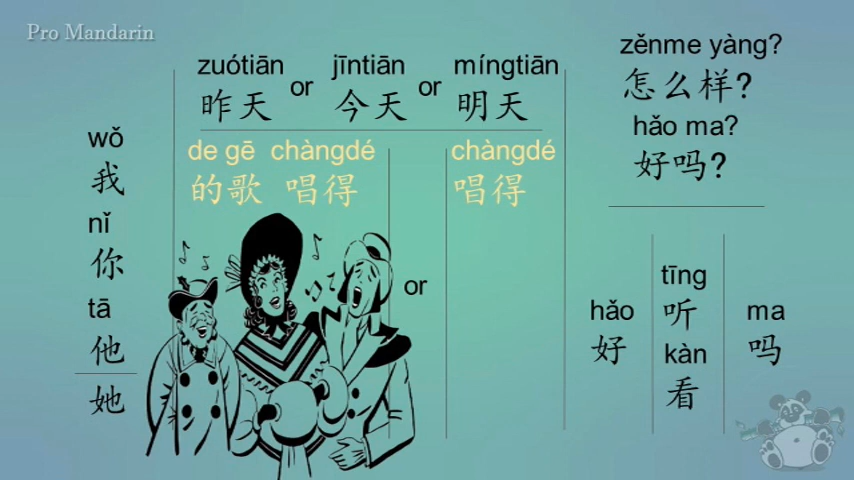 Pro Mandarin
wǒ
我
nǐ
你
tā
他
她
zuótiān or jīntiān or míngtiān
昨天 今天 明天
de gē chàngdé
的歌 唱得
or
chàngdé
唱得
zěnme yàng?
怎么样?
hǎo ma?
好吗?
hǎo
好
tīng
听
kàn
看
ma
吗